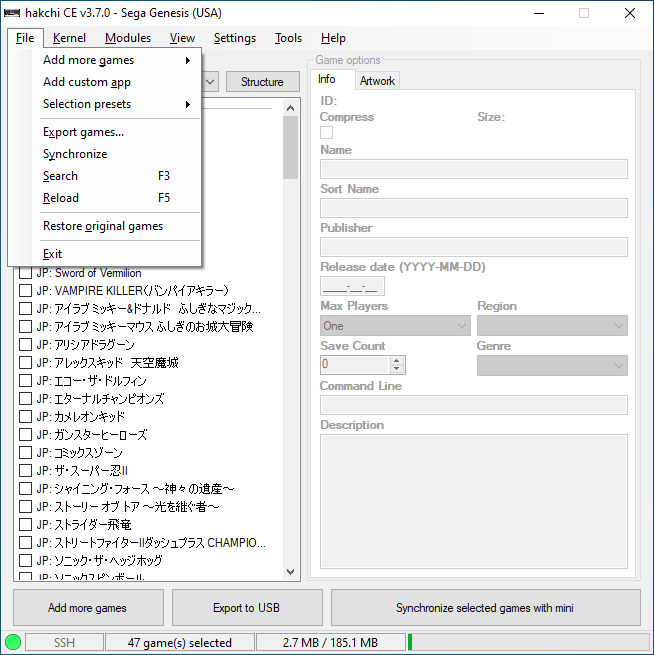 hakchi CE v3.7.0 - Sega Genesis (USA)
File Kernel Modules View Settings Tools Help
Add more games
Add custom app
Selection presets
Export games...
Synchronize
Search F3
Reload F5
Restore original games
Exit
Structure
JP: Sword of Vermilion
JP: VAMPIRE KILLER(バンパイアキラー)
JP: アイラブ ミッキー&ドナルド ふしぎなマジック...
JP: アイラブ ミッキーマウス ふしぎのお城大冒険
JP: アリシアドラグーン
JP: アレックスキッド 天空魔城
JP: エコー・ザ・ドルフィン
JP: エターナルチャンピオンズ
JP: カメレオンキッド
JP: ガンスターヒーローズ
JP: コミックスゾーン
JP: ザ・スーパー忍II
JP: シャイニング・フォース ～神々の遺産～
JP: ストーリー オブ トア ～光を継ぐ者～
JP: ストライダー飛竜
JP: ストリートファイターIIダッシュプラス CHAMPIO...
JP: ソニック・ザ・ヘッジホッグ
JP: ソニックスピンボール
Game options
Info Artwork
ID:
Compress Size:
Name
Sort Name
Publisher
Release date (YYYY-MM-DD)
____-__-__
Max Players Region
One
Save Count Genre
0
Command Line
Description
Add more games Export to USB Synchronize selected games with mini
SSH 47 game(s) selected 2.7 MB / 185.1 MB